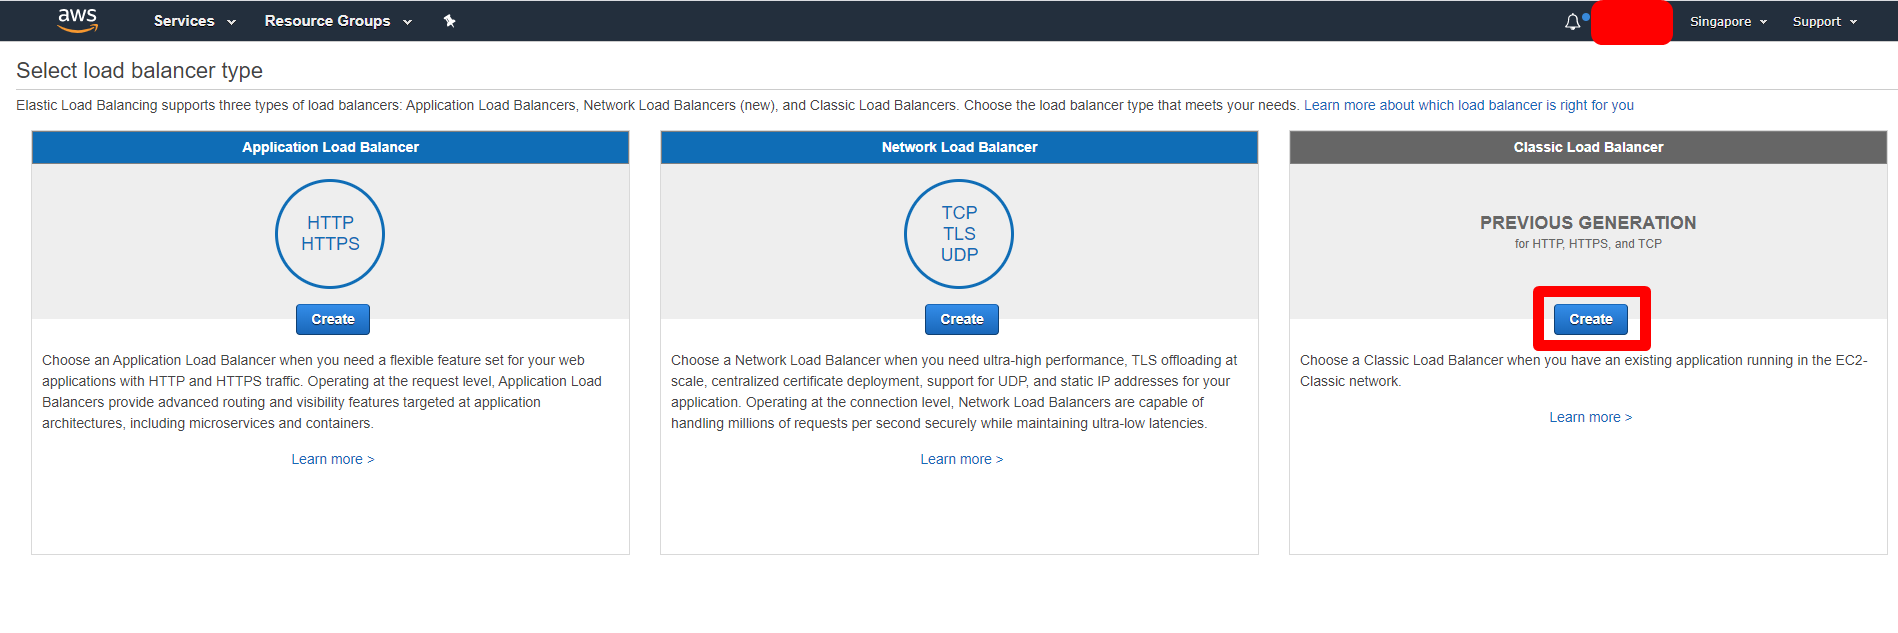 aws Services Resource Groups Singapore Support
Select load balancer type
Elastic Load Balancing supports three types of load balancers: Application Load Balancers, Network Load Balancers (new), and Classic Load Balancers. Choose the load balancer type that meets your needs. Learn more about which load balancer is right for you
Application Load Balancer
HTTP
HTTPS
Create
Choose an Application Load Balancer when you need a flexible feature set for your web
applications with HTTP and HTTPS traffic. Operating at the request level, Application Load
Balancers provide advanced routing and visibility features targeted at application
architectures, including microservices and containers.
Learn more >
Network Load Balancer
TCP
TLS
UDP
Create
Choose a Network Load Balancer when you need ultra-high performance, TLS offloading at
scale, centralized certificate deployment, support for UDP, and static IP addresses for your
application. Operating at the connection level, Network Load Balancers are capable of
handling millions of requests per second securely while maintaining ultra-low latencies.
Learn more >
Classic Load Balancer
PREVIOUS GENERATION
for HTTP, HTTPS, and TCP
Create
Choose a Classic Load Balancer when you have an existing application running in the EC2-
Classic network.
Learn more >